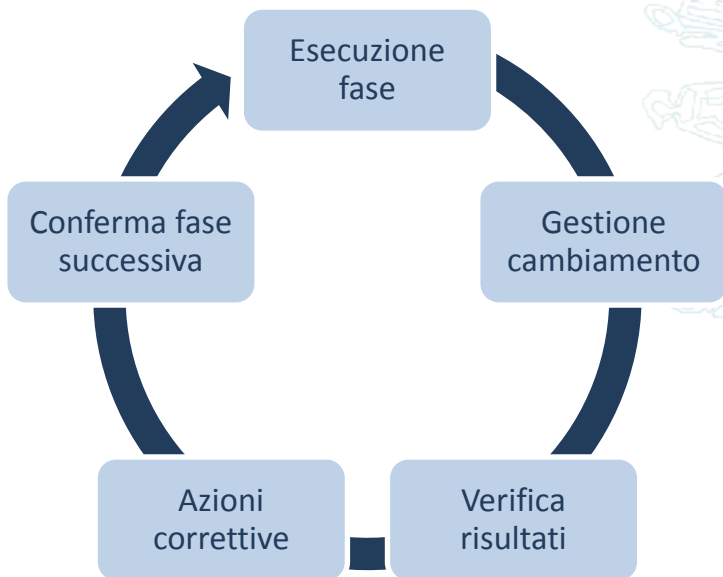 Esecuzione
fase
Gestione
cambiamento
Verifica
risultati
Azioni
correttive
Conferma fase
successiva